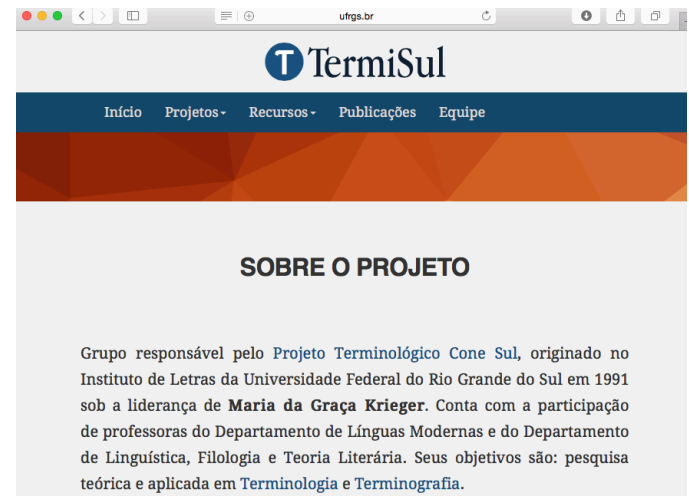 ufrgs.br
TermiSul
Início Projetos Recursos Publicações Equipe
SOBRE O PROJETO
Grupo responsável pelo Projeto Terminológico Cone Sul, originado no
Instituto de Letras da Universidade Federal do Rio Grande do Sul em 1991
sob a liderança de Maria da Graça Krieger. Conta com a participação
de professoras do Departamento de Línguas Modernas e do Departamento
de Linguística, Filologia e Teoria Literária. Seus objetivos são: pesquisa
teórica e aplicada em Terminologia e Terminografia.